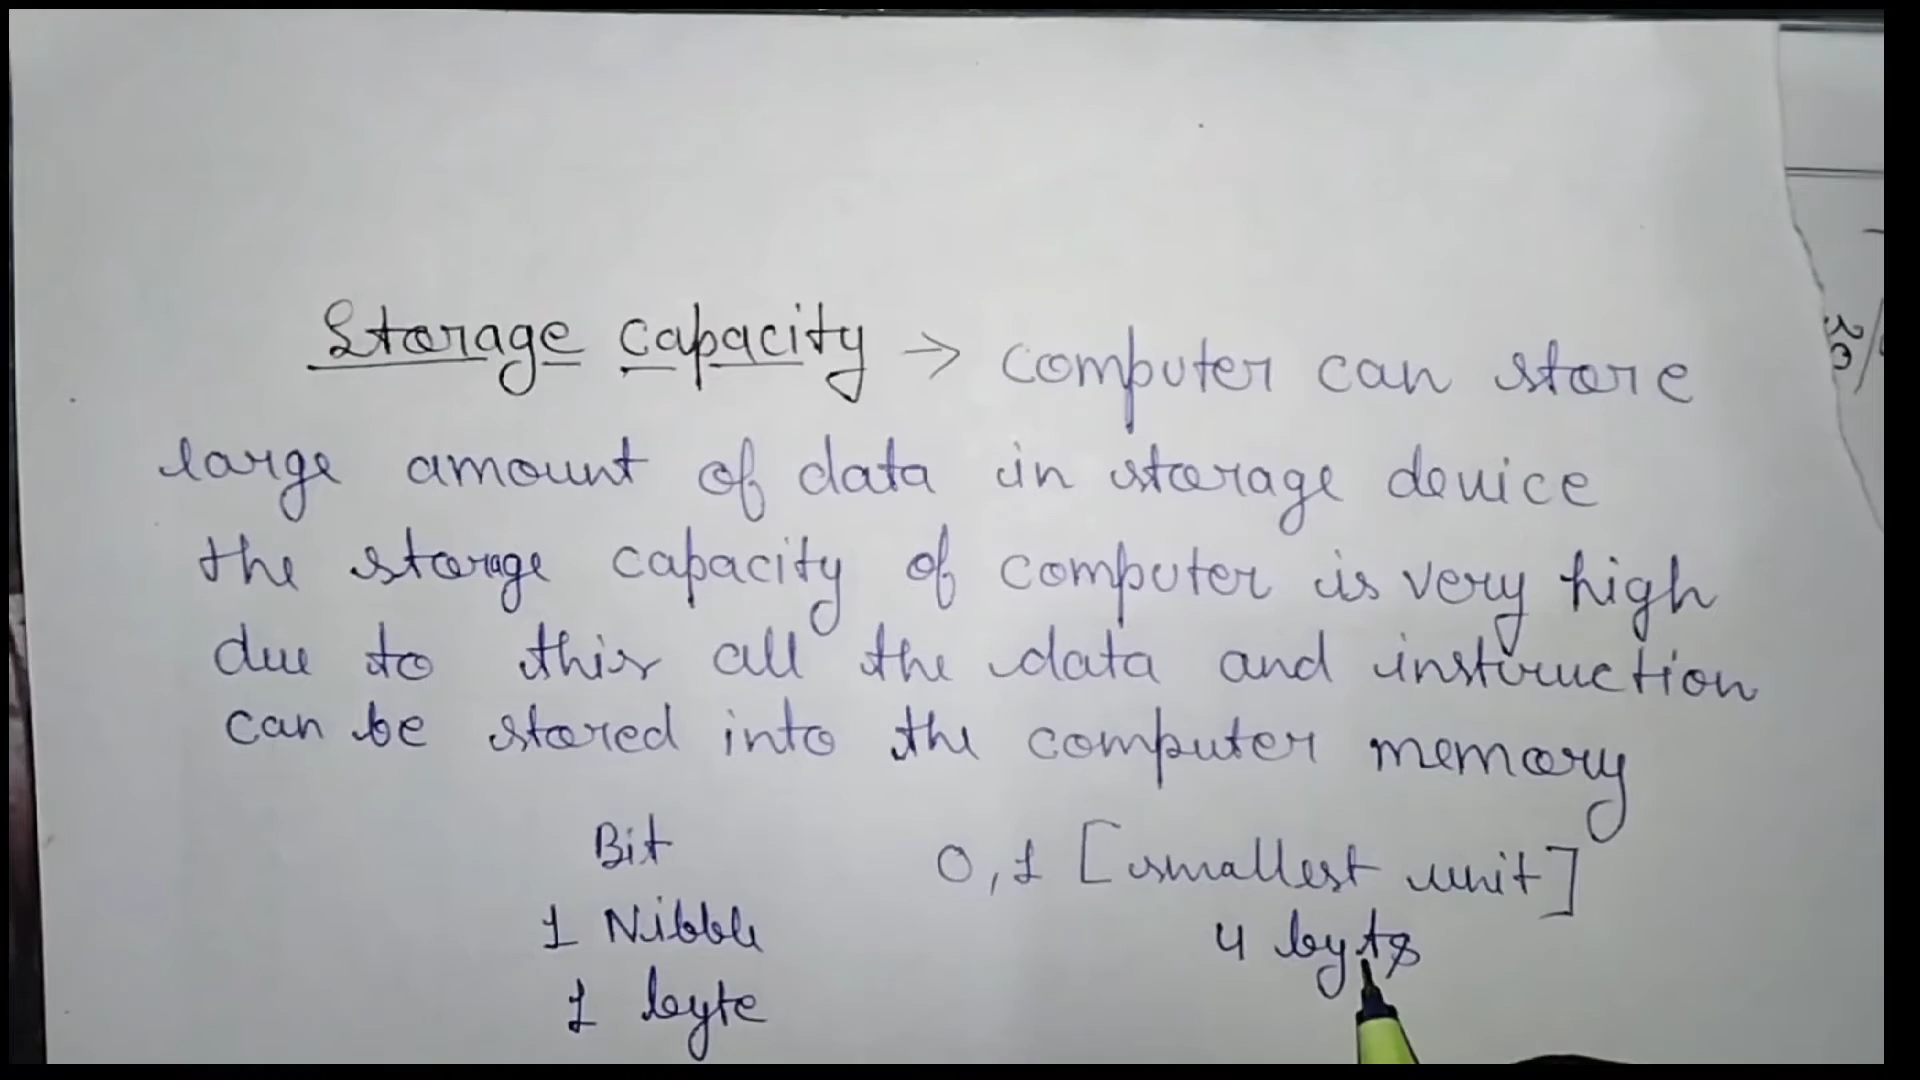 Storage capacity → computer can store
large amount of data in storage device
the storage capacity of computer is very high
due to this all the data and instruction
can be stored into the computer memory
Bit 0,1 [smallest unit]
1 Nibble 4 byts
1 byte
20